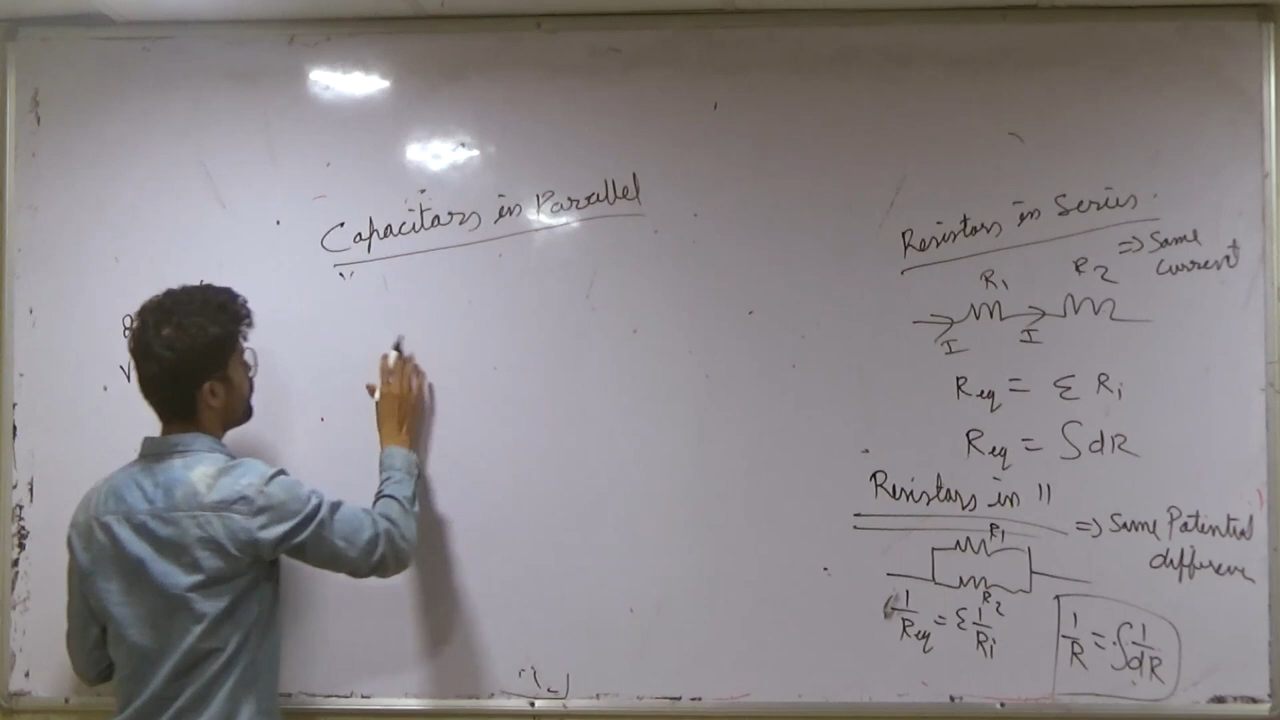 Capacitors in Parallel
Resistors in Series.
R1 R2 => Same
current
I I
Req = Σ Ri
Req = ∫dR
Resistors in 11
=> Same Potential
difference
R1
R2
1/Req = Σ 1/Ri
1/R = ∫1/dR